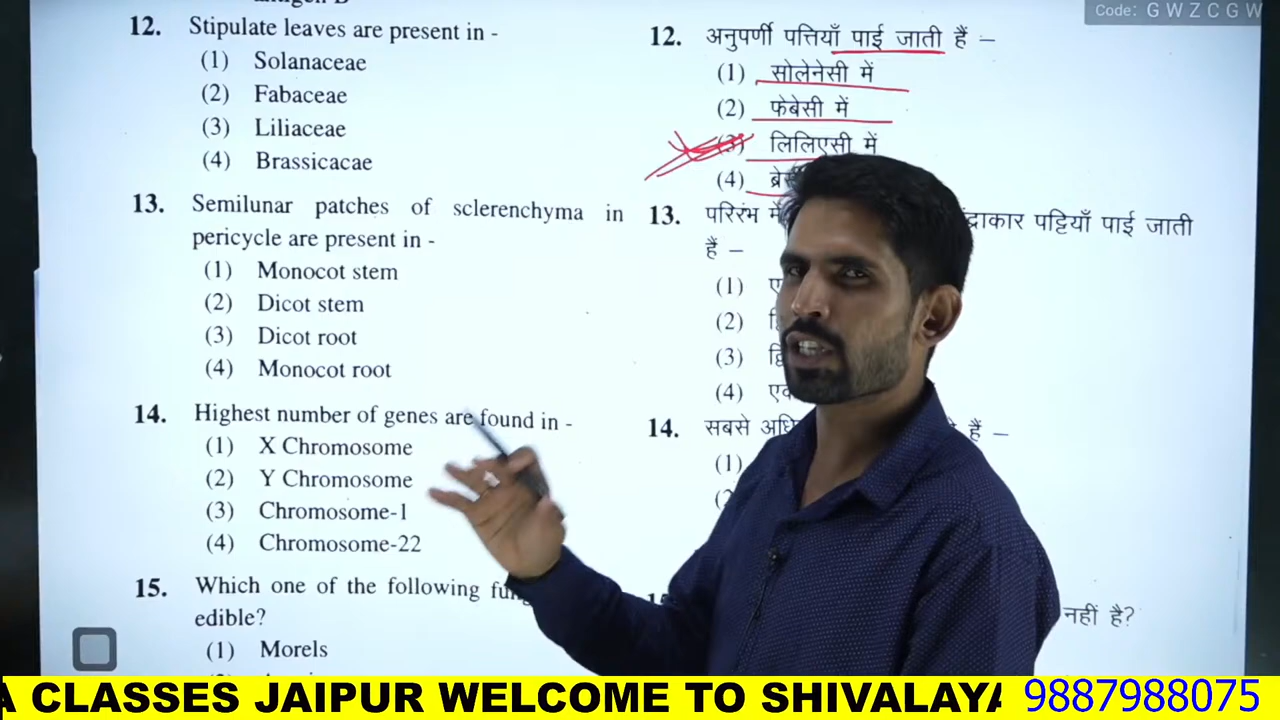 Code: G W Z C G W
12. Stipulate leaves are present in -
(1) Solanaceae
(2) Fabaceae
(3) Liliaceae
(4) Brassicacae
13. Semilunar patches of sclerenchyma in
pericycle are present in -
(1) Monocot stem
(2) Dicot stem
(3) Dicot root
(4) Monocot root
14. Highest number of genes are found in -
(1) X Chromosome
(2) Y Chromosome
(3) Chromosome-1
(4) Chromosome-22
15. Which one of the following
edible?
(1) Morels
12. अनुपर्णी पत्तियाँ पाई जाती हैं –
(1) सोलेनेसी में
(2) फेबेसी में
(3) लिलिएसी में
(4)
13. परिरंभ में पट्टियाँ पाई जाती
हैं –
(1)
(2)
(3)
(4)
14. सबसे हैं –
(1)
नहीं है?
A CLASSES JAIPUR WELCOME TO SHIVALAYA 9887988075